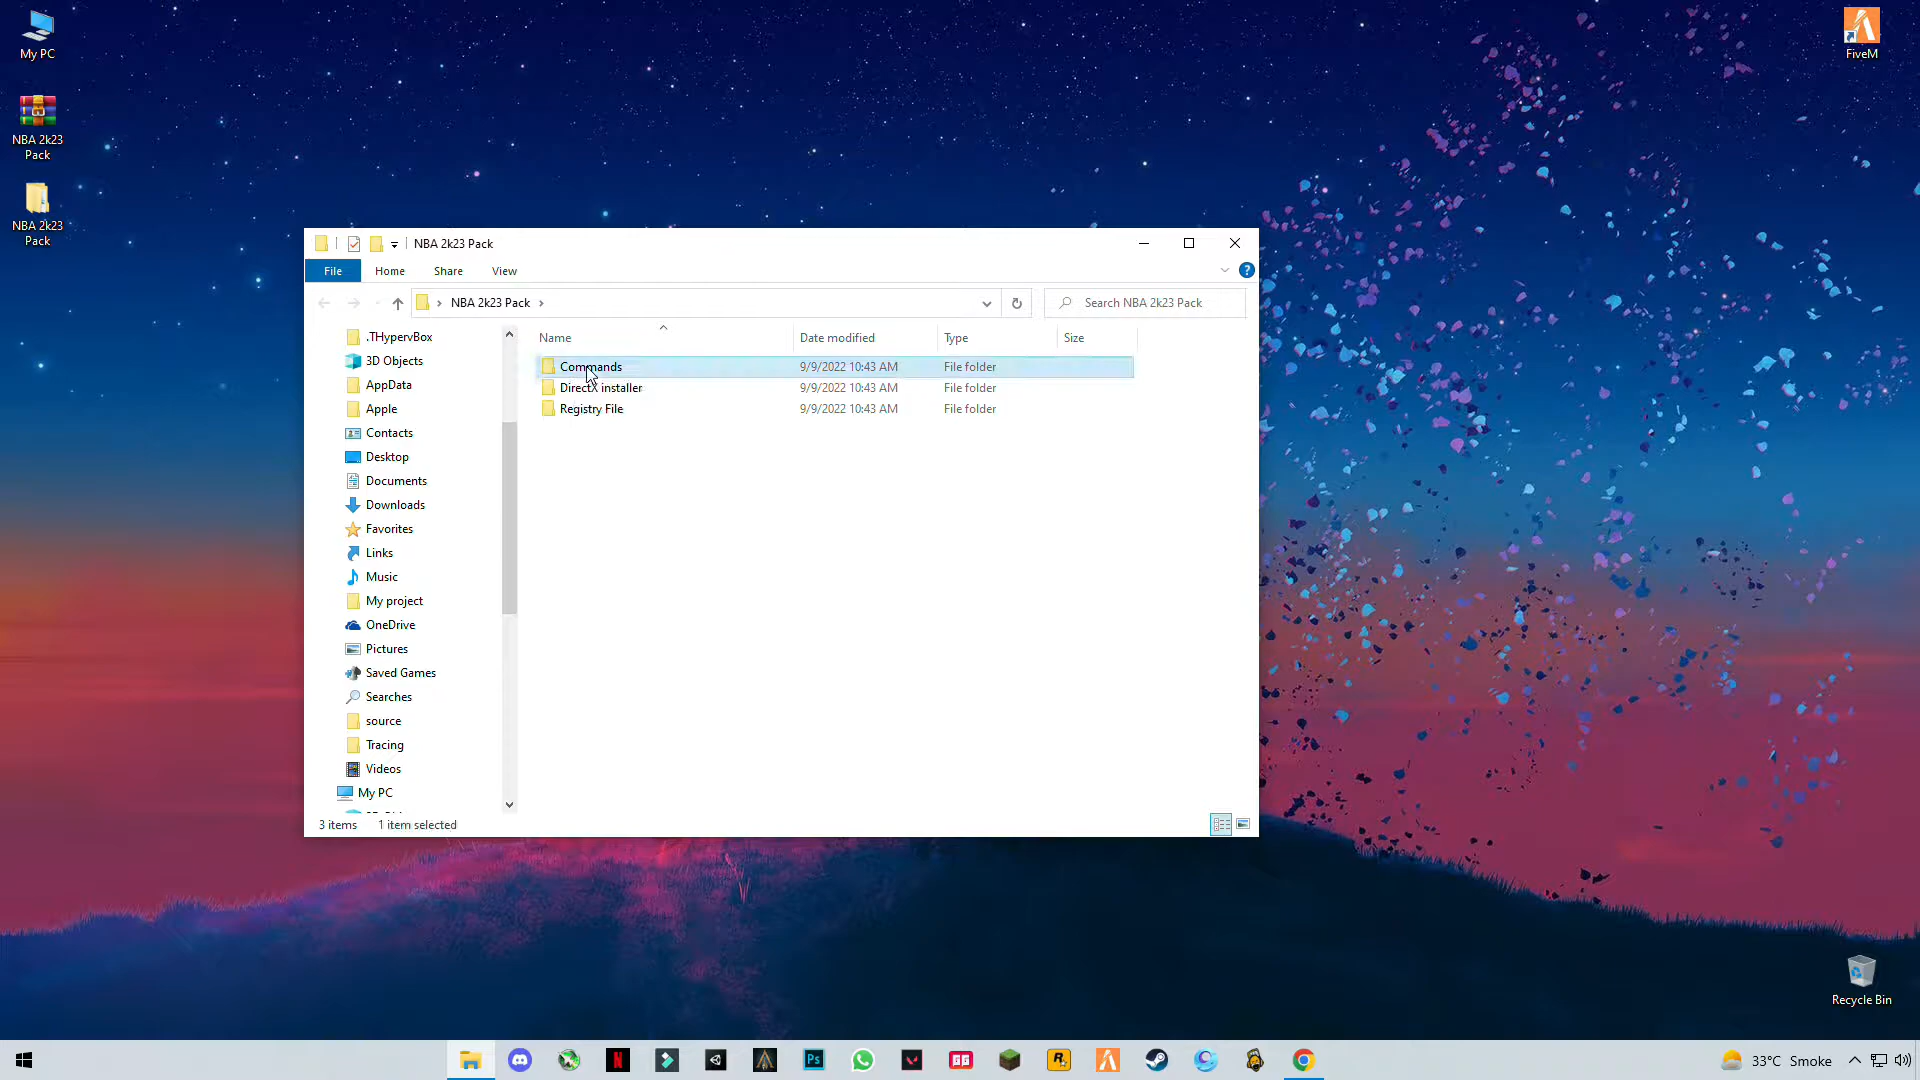 My PC
NBA 2k23
Pack
NBA 2k23
Pack
FiveM
NBA 2k23 Pack
File
Home
Share
View
?
NBA 2k23 Pack
Search NBA 2k23 Pack
Name
Date modified
Type
Size
Commands
9/9/2022 10:43 AM
File folder
DirectX installer
9/9/2022 10:43 AM
File folder
Registry File
9/9/2022 10:43 AM
File folder
.THypervBox
3D Objects
AppData
Apple
Contacts
Desktop
Documents
Downloads
Favorites
Links
Music
My project
OneDrive
Pictures
Saved Games
Searches
source
Tracing
Videos
My PC
3 items
1 item selected
Recycle Bin
N
Ps
GG
R
33°C
Smoke